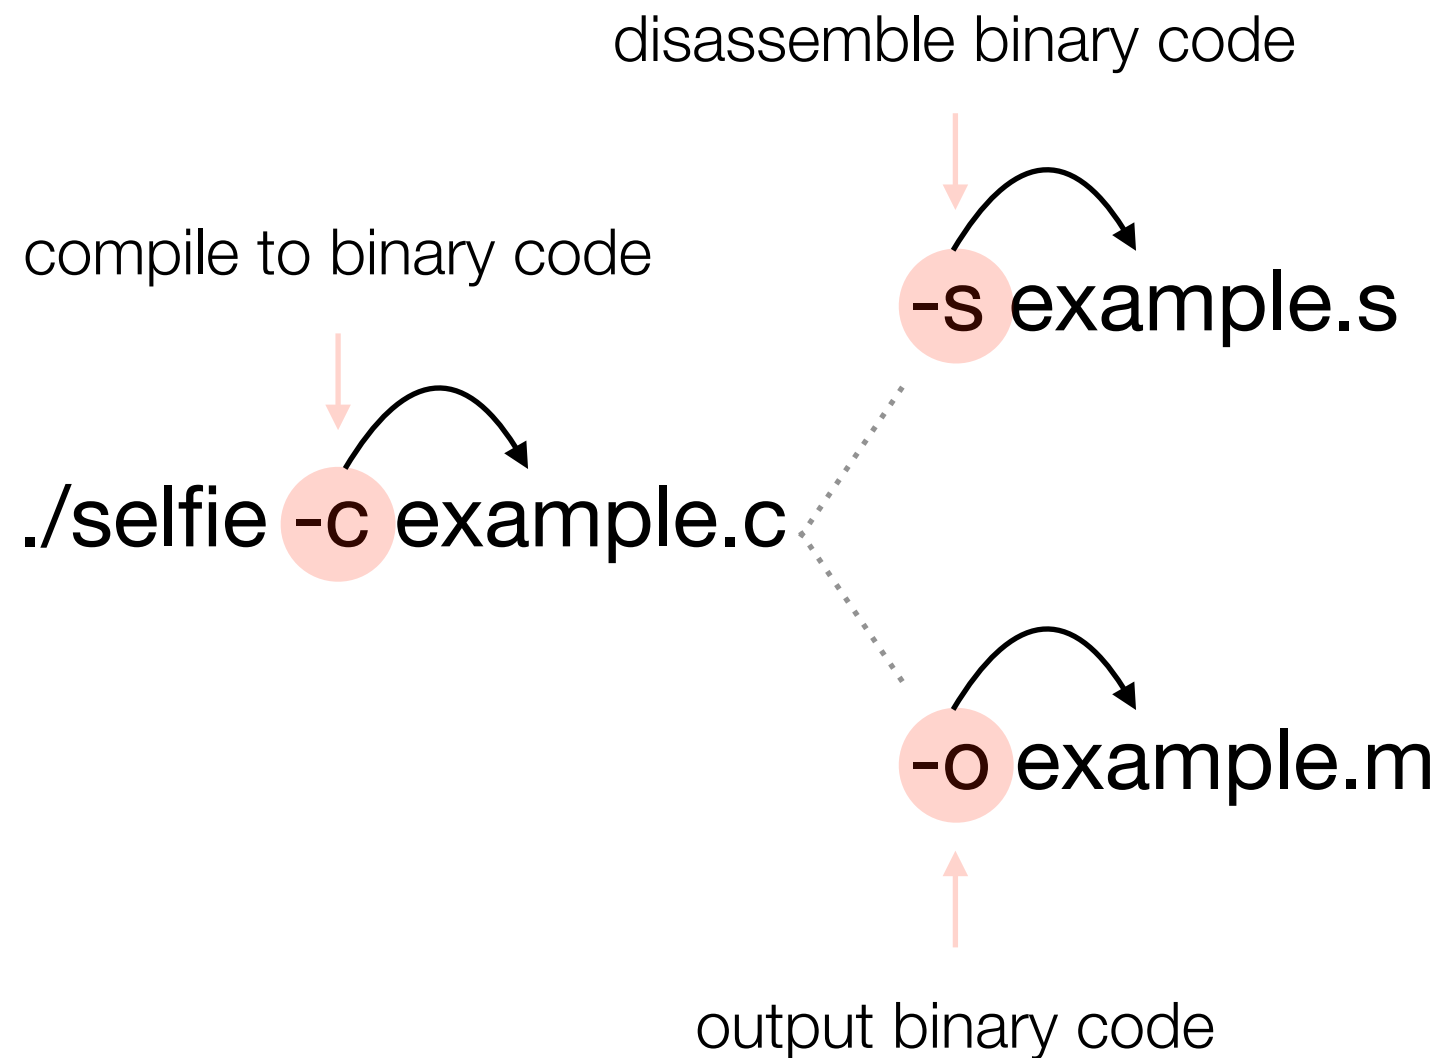 disassemble binary code
compile to binary code
-s example.s
./selfie -c example.c
-o example.m
output binary code